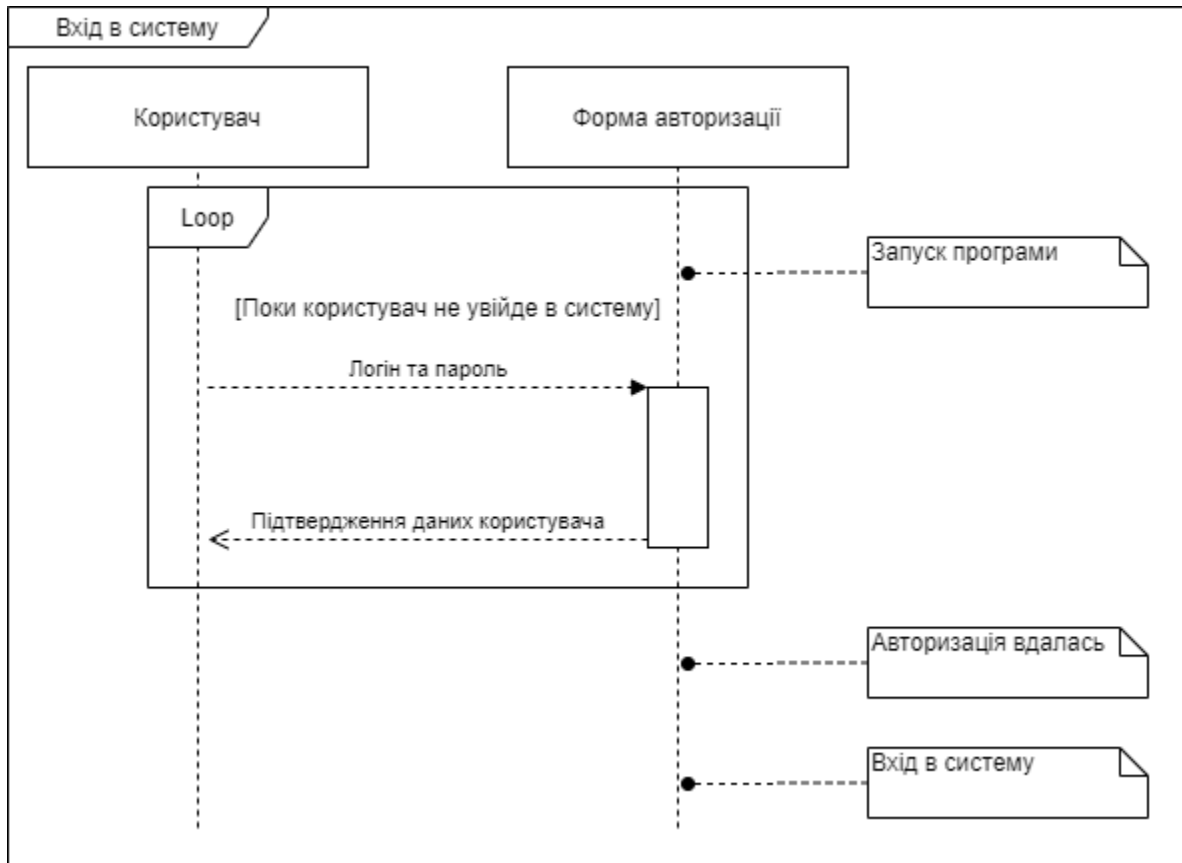 Вхід в систему
Користувач
Форма авторизації
Loop
Запуск програми
[Поки користувач не увійде в систему]
Логін та пароль
Підтвердження даних користувача
Авторизація вдалась
Вхід в систему